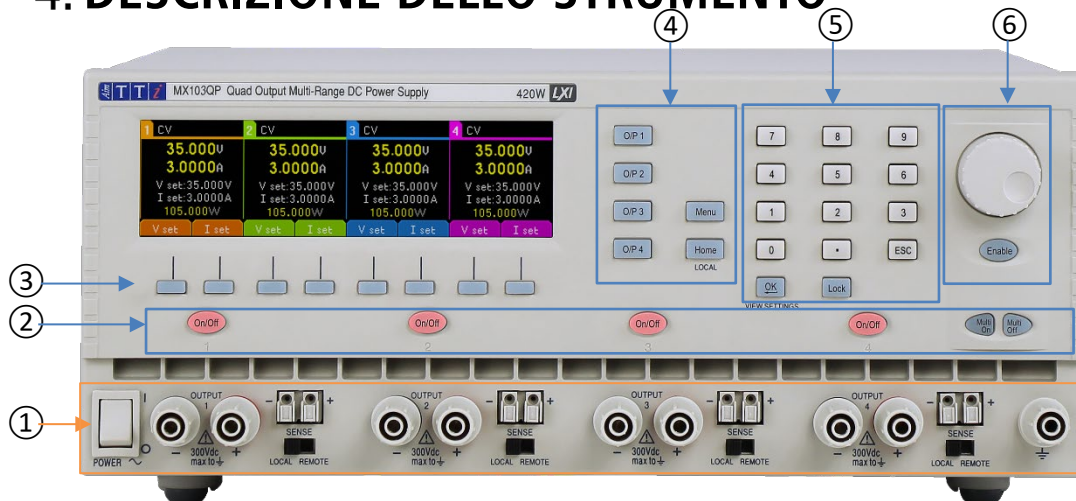 4. DESCRIZIONE DELLO STRUMENTO
④ ⑤ ⑥
Aim TTi MX103QP Quad Output Multi-Range DC Power Supply 420W LXI
1 CV 2 CV 3 CV 4 CV
35.000V 35.000V 35.000V 35.000V
3.0000A 3.0000A 3.0000A 3.0000A
V set:35.000V V set:35.000V V set:35.000V V set:35.000V
I set:3.0000A I set:3.0000A I set:3.0000A I set:3.0000A
105.000W 105.000W 105.000W 105.000W
V set I set V set I set V set I set V set I set
O/P 1
O/P 2
O/P 3 Menu
O/P 4 Home
LOCAL
7 8 9
4 5 6
1 2 3
0 . ESC
OK Lock
VIEW SETTINGS
Enable
③
②
On/Off On/Off On/Off On/Off Multi On Multi Off
1 2 3 4
①
I
O
POWER
OUTPUT 1 OUTPUT 2 OUTPUT 3 OUTPUT 4
- + - + - + - +
SENSE SENSE SENSE SENSE
- + - + - + - +
300Vdc max to 300Vdc max to 300Vdc max to 300Vdc max to
LOCAL REMOTE LOCAL REMOTE LOCAL REMOTE LOCAL REMOTE